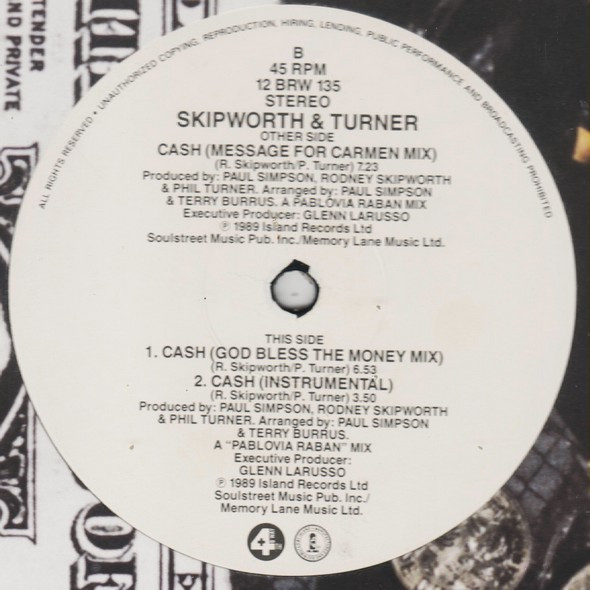 ALL RIGHTS RESERVED • UNAUTHORIZED COPYING, REPRODUCTION, HIRING, LENDING, PUBLIC PERFORMANCE AND BROADCASTING PROHIBITED
B
45 RPM
12 BRW 135
STEREO
SKIPWORTH & TURNER
OTHER SIDE
CASH (MESSAGE FOR CARMEN MIX)
(R. Skipworth/P. Turner) 7.23
Produced by: PAUL SIMPSON, RODNEY SKIPWORTH
& PHIL TURNER. Arranged by: PAUL SIMPSON
& TERRY BURRUS. A PABLOVIA RABAN MIX
Executive Producer: GLENN LARUSSO
℗ 1989 Island Records Ltd
Soulstreet Music Pub. Inc./Memory Lane Music Ltd.
THIS SIDE
1. CASH (GOD BLESS THE MONEY MIX)
(R. Skipworth/P. Turner) 6.53
2. CASH (INSTRUMENTAL)
(R. Skipworth/P. Turner) 3.50
Produced by: PAUL SIMPSON, RODNEY SKIPWORTH
& PHIL TURNER. Arranged by: PAUL SIMPSON
& TERRY BURRUS.
A "PABLOVIA RABAN" MIX
Executive Producer:
GLENN LARUSSO
℗ 1989 Island Records Ltd
Soulstreet Music Pub. Inc./
Memory Lane Music Ltd.
4
TENDER
ND PRIVATE